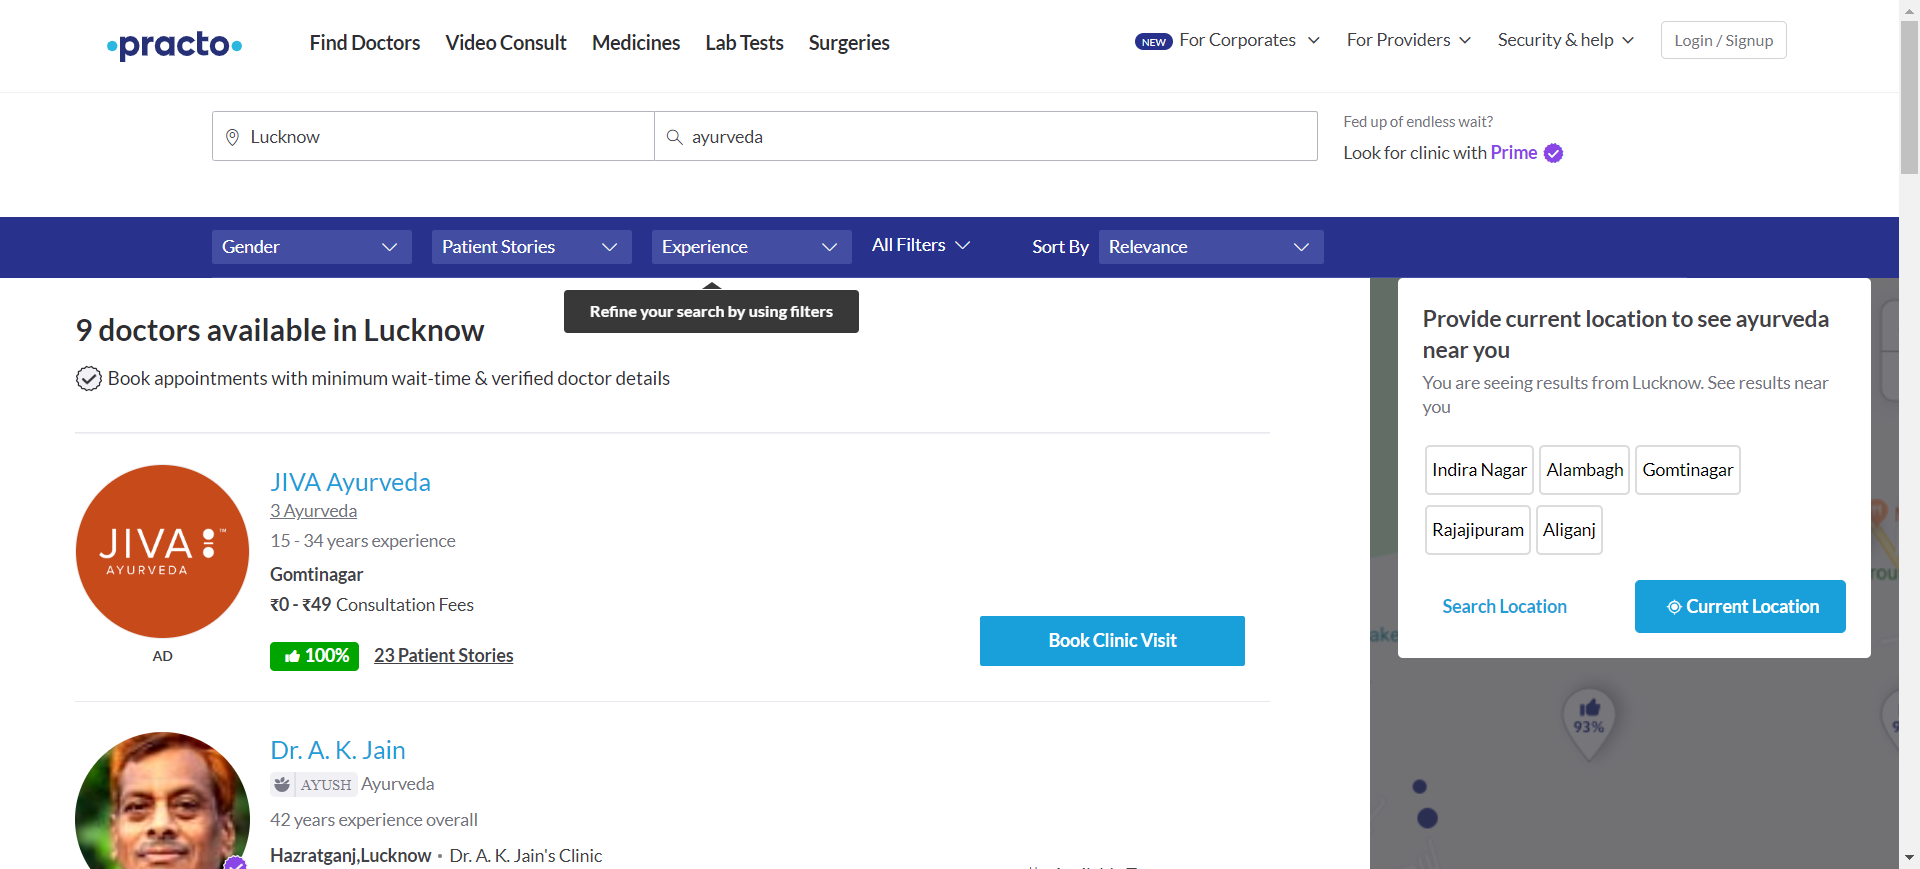 practo
Find Doctors
Video Consult
Medicines
Lab Tests
Surgeries
NEW For Corporates
For Providers
Security & help
Login / Signup
Lucknow
ayurveda
Fed up of endless wait?
Look for clinic with Prime
Gender
Patient Stories
Experience
All Filters
Sort By
Relevance
Refine your search by using filters
9 doctors available in Lucknow
Book appointments with minimum wait-time & verified doctor details
JIVA
AYURVEDA
AD
JIVA Ayurveda
3 Ayurveda
15 - 34 years experience
Gomtinagar
₹0 - ₹49 Consultation Fees
100%
23 Patient Stories
Book Clinic Visit
Dr. A. K. Jain
AYUSH Ayurveda
42 years experience overall
Hazratganj,Lucknow • Dr. A. K. Jain's Clinic
Provide current location to see ayurveda
near you
You are seeing results from Lucknow. See results near
you
Indira Nagar
Alambagh
Gomtinagar
Rajajipuram
Aliganj
Search Location
Current Location
93%